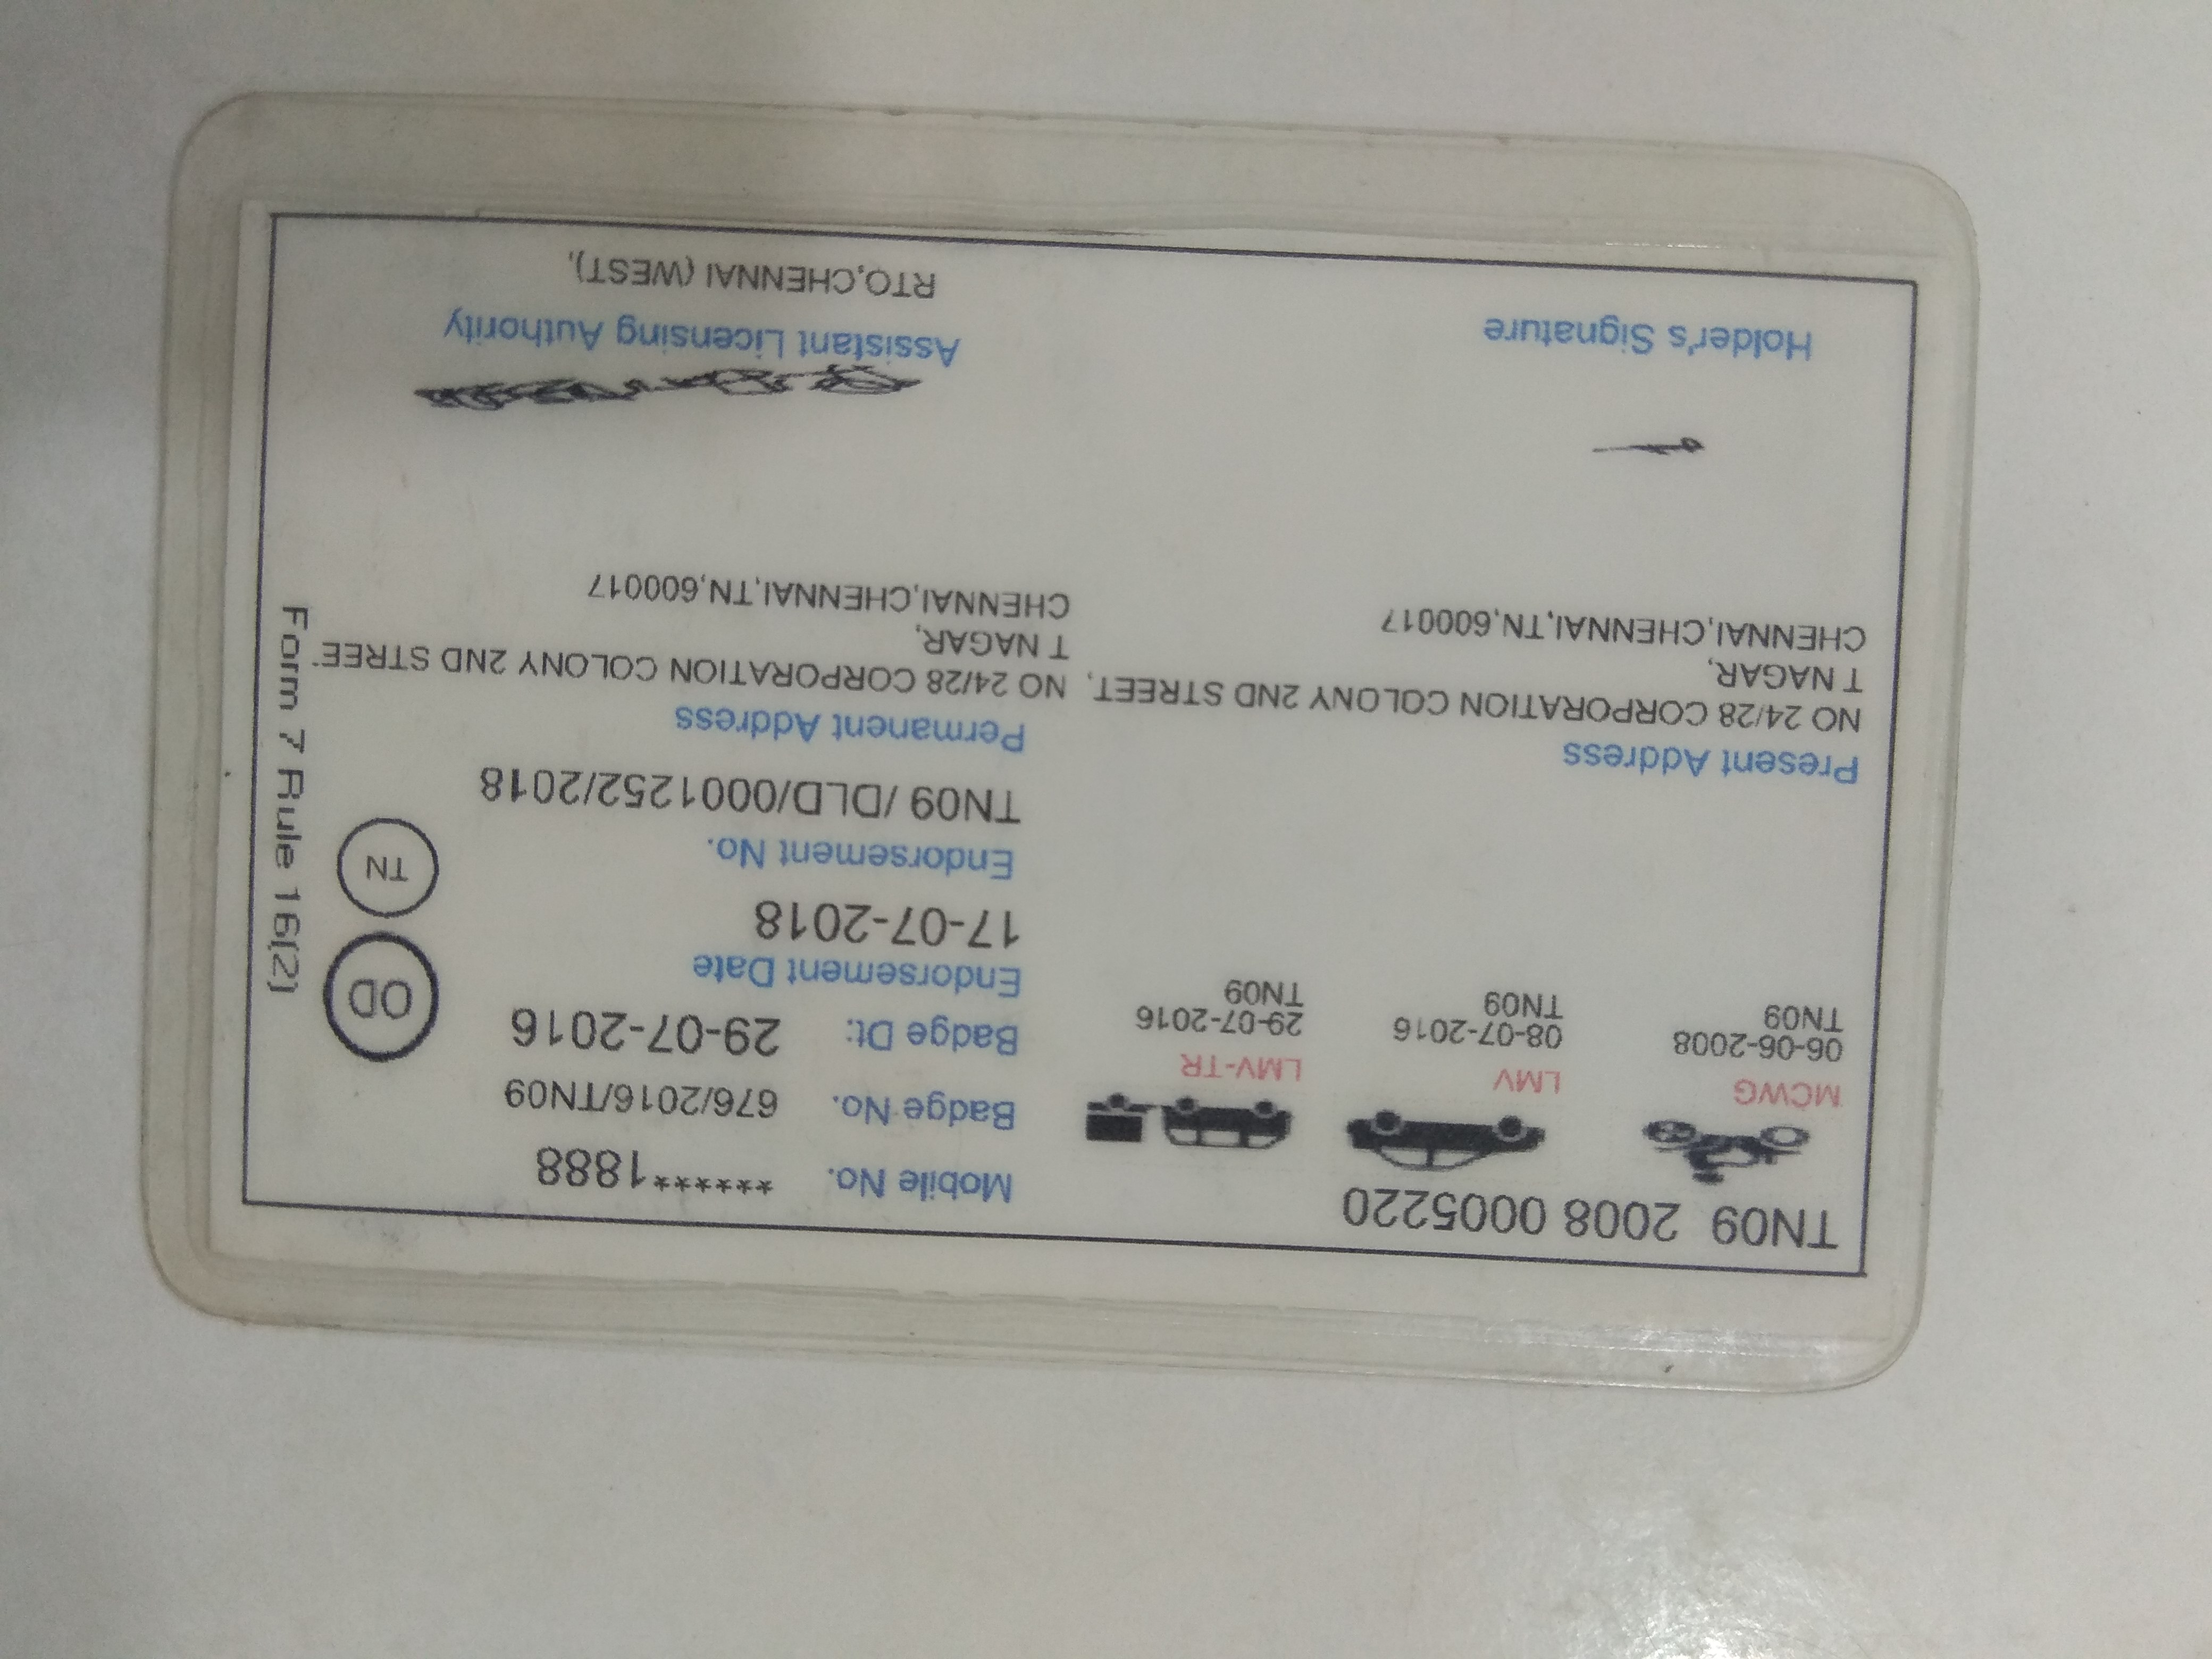 TN09 2008 0005220
MCWG
06-06-2008
TN09
LMV
08-07-2016
TN09
LMV-TR
29-07-2016
TN09
Mobile No. ******1888
Badge No. 676/2016/TN09
Badge Dt: 29-07-2016
Endorsement Date
17-07-2018
Endorsement No.
TN09 /DLD/0001252/2018
OD
TN
Form 7 Rule 16(2)
Present Address
NO 24/28 CORPORATION COLONY 2ND STREET,
T NAGAR,
CHENNAI,CHENNAI,TN,600017
Permanent Address
NO 24/28 CORPORATION COLONY 2ND STREE
T NAGAR,
CHENNAI,CHENNAI,TN,600017
Holder's Signature
Assistant Licensing Authority
RTO,CHENNAI (WEST),